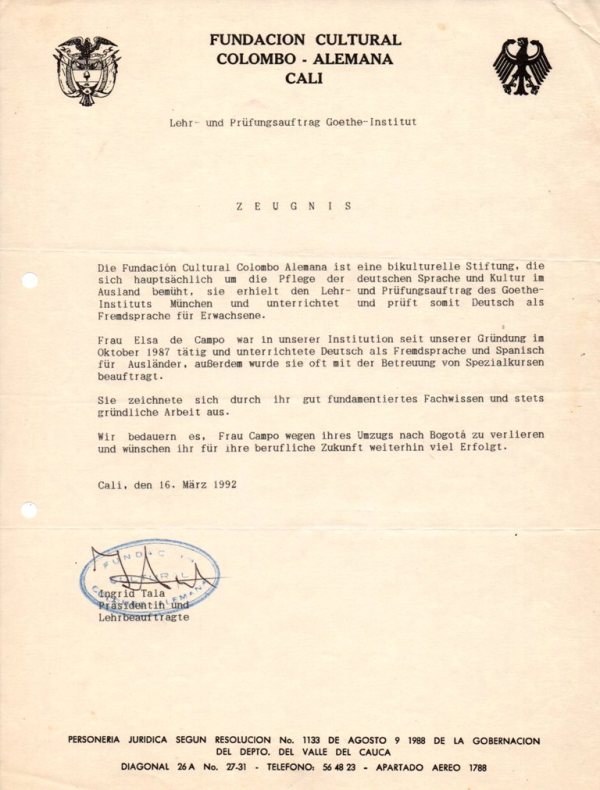 FUNDACION CULTURAL
COLOMBO - ALEMANA
CALI
Lehr- und Prüfungsauftrag Goethe-Institut
Z E U G N I S
Die Fundación Cultural Colombo Alemana ist eine bikulturelle Stiftung, die
sich hauptsächlich um die Pflege der deutschen Sprache und Kultur im
Ausland bemüht, sie erhielt den Lehr- und Prüfungsauftrag des Goethe-
Instituts München und unterrichtet und prüft somit Deutsch als
Fremdsprache für Erwachsene.
Frau Elsa de Campo war in unserer Institution seit unserer Gründung im
Oktober 1987 tätig und unterrichtete Deutsch als Fremdsprache und Spanisch
für Ausländer, außerdem wurde sie oft mit der Betreuung von Spezialkursen
beauftragt.
Sie zeichnete sich durch ihr gut fundamentiertes Fachwissen und stets
gründliche Arbeit aus.
Wir bedauern es, Frau Campo wegen ihres Umzugs nach Bogotá zu verlieren
und wünschen ihr für ihre berufliche Zukunft weiterhin viel Erfolgt.
Cali, den 16. März 1992
Ingrid Tala
Präsidentin und
Lehrbeauftragte
PERSONERIA JURIDICA SEGUN RESOLUCION No. 1133 DE AGOSTO 9 1988 DE LA GOBERNACION
DEL DEPTO. DEL VALLE DEL CAUCA
DIAGONAL 26 A No. 27-31 - TELEFONO: 56 48 23 - APARTADO AEREO 1788